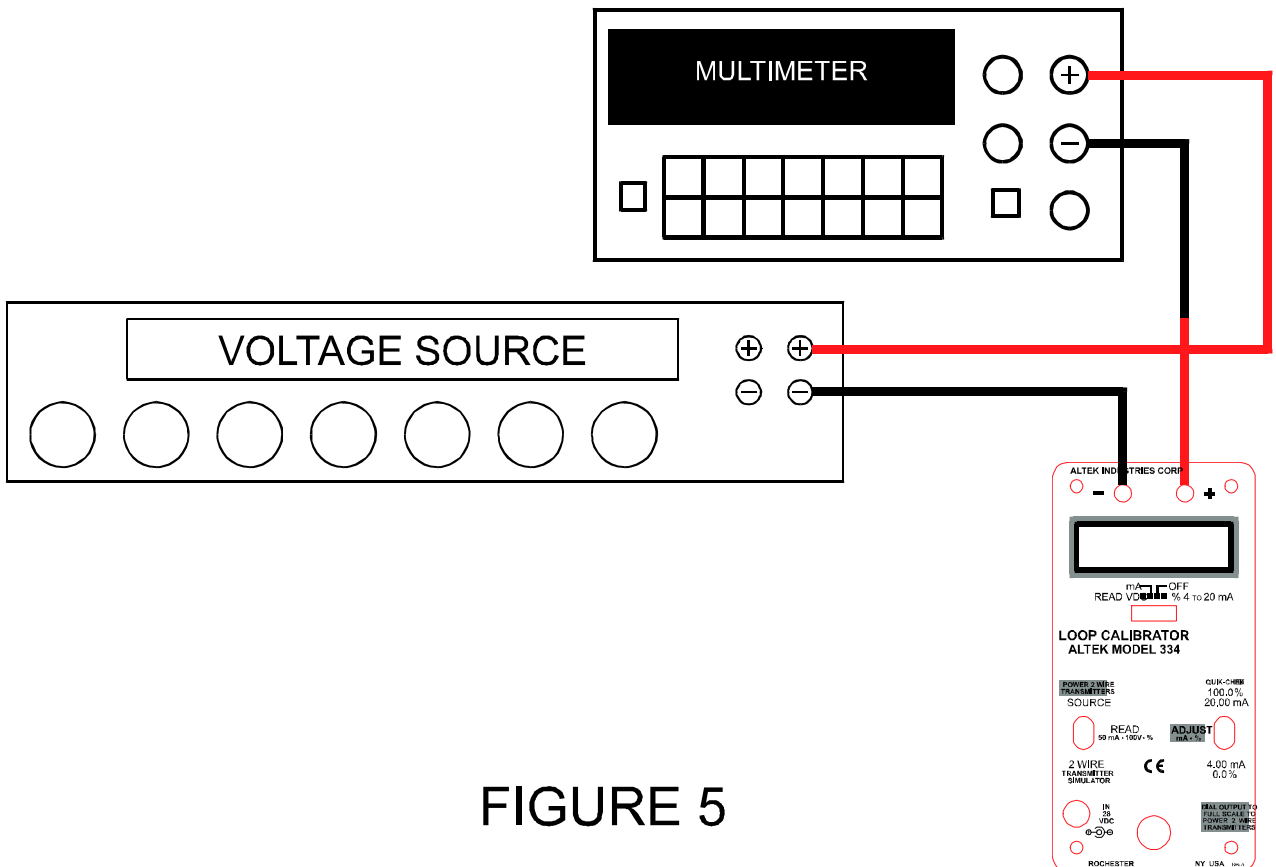 MULTIMETER
+
−
VOLTAGE SOURCE
+ +
− −
ALTEK INDUSTRIES CORP
− +
mA OFF
READ VDC % 4 TO 20 mA
LOOP CALIBRATOR
ALTEK MODEL 334
POWER 2 WIRE
TRANSMITTERS
SOURCE
QUIK-CHEK
100.0%
20.00 mA
READ
50 mA • 100V • %
ADJUST
mA • %
2 WIRE
TRANSMITTER
SIMULATOR
CE
4.00 mA
0.0%
IN
28
VDC
DIAL OUTPUT TO
FULL SCALE TO
POWER 2 WIRE
TRANSMITTERS
ROCHESTER NY USA
FIGURE 5